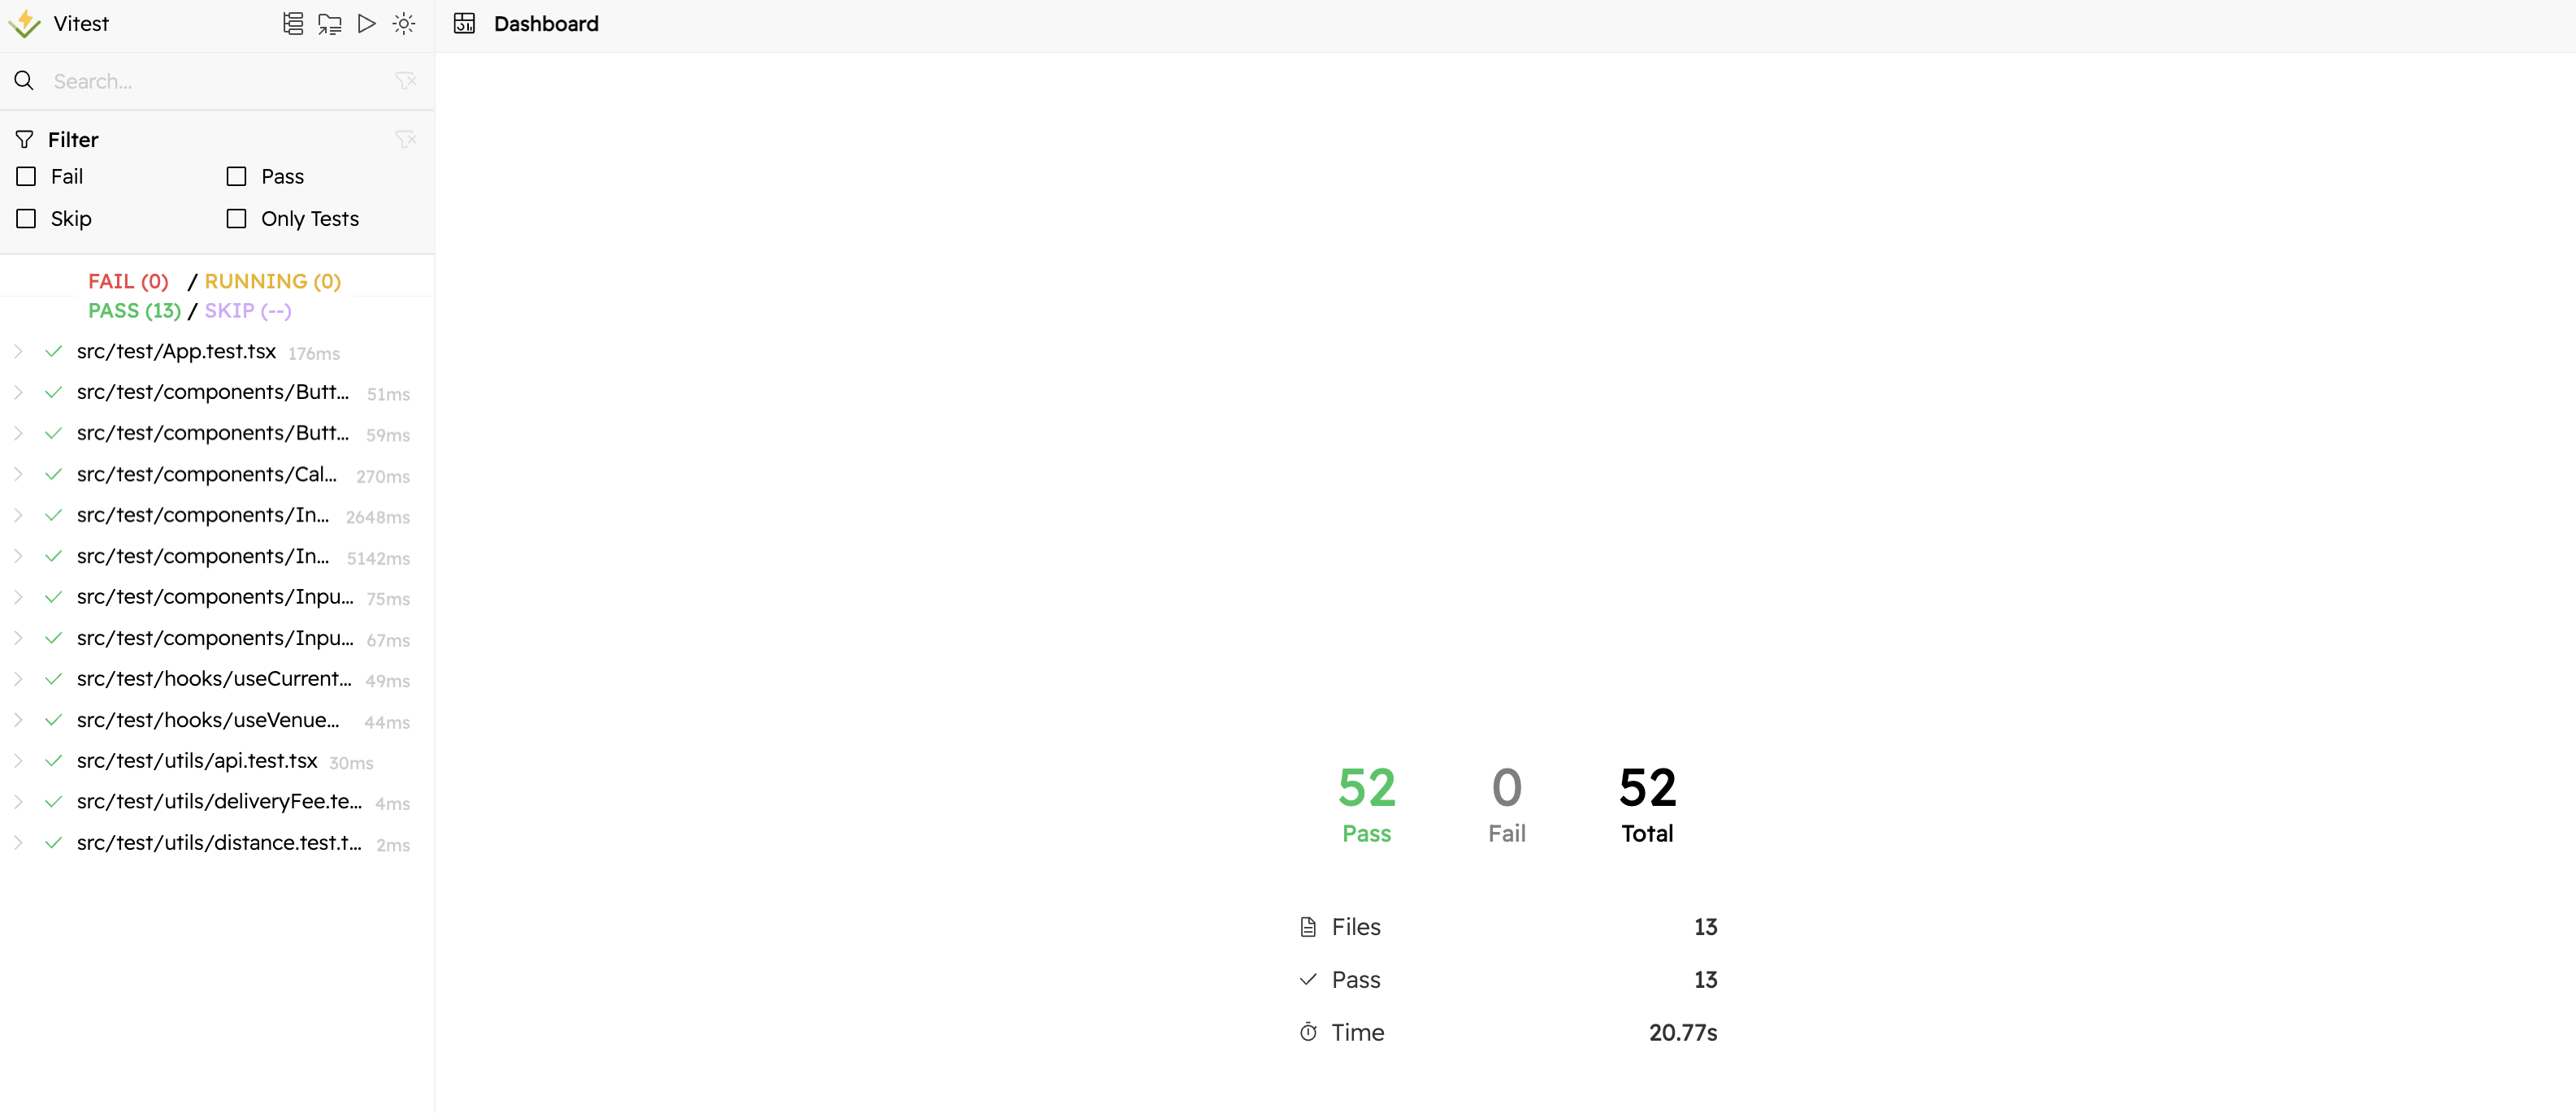 Vitest
Dashboard
Search...
Filter
Fail
Pass
Skip
Only Tests
FAIL (0) / RUNNING (0)
PASS (13) / SKIP (--)
src/test/App.test.tsx 176ms
src/test/components/Butt... 51ms
src/test/components/Butt... 59ms
src/test/components/Cal... 270ms
src/test/components/In... 2648ms
src/test/components/In... 5142ms
src/test/components/Inpu... 75ms
src/test/components/Inpu... 67ms
src/test/hooks/useCurrent... 49ms
src/test/hooks/useVenue... 44ms
src/test/utils/api.test.tsx 30ms
src/test/utils/deliveryFee.te... 4ms
src/test/utils/distance.test.t... 2ms
52 0 52
Pass Fail Total
Files 13
Pass 13
Time 20.77s